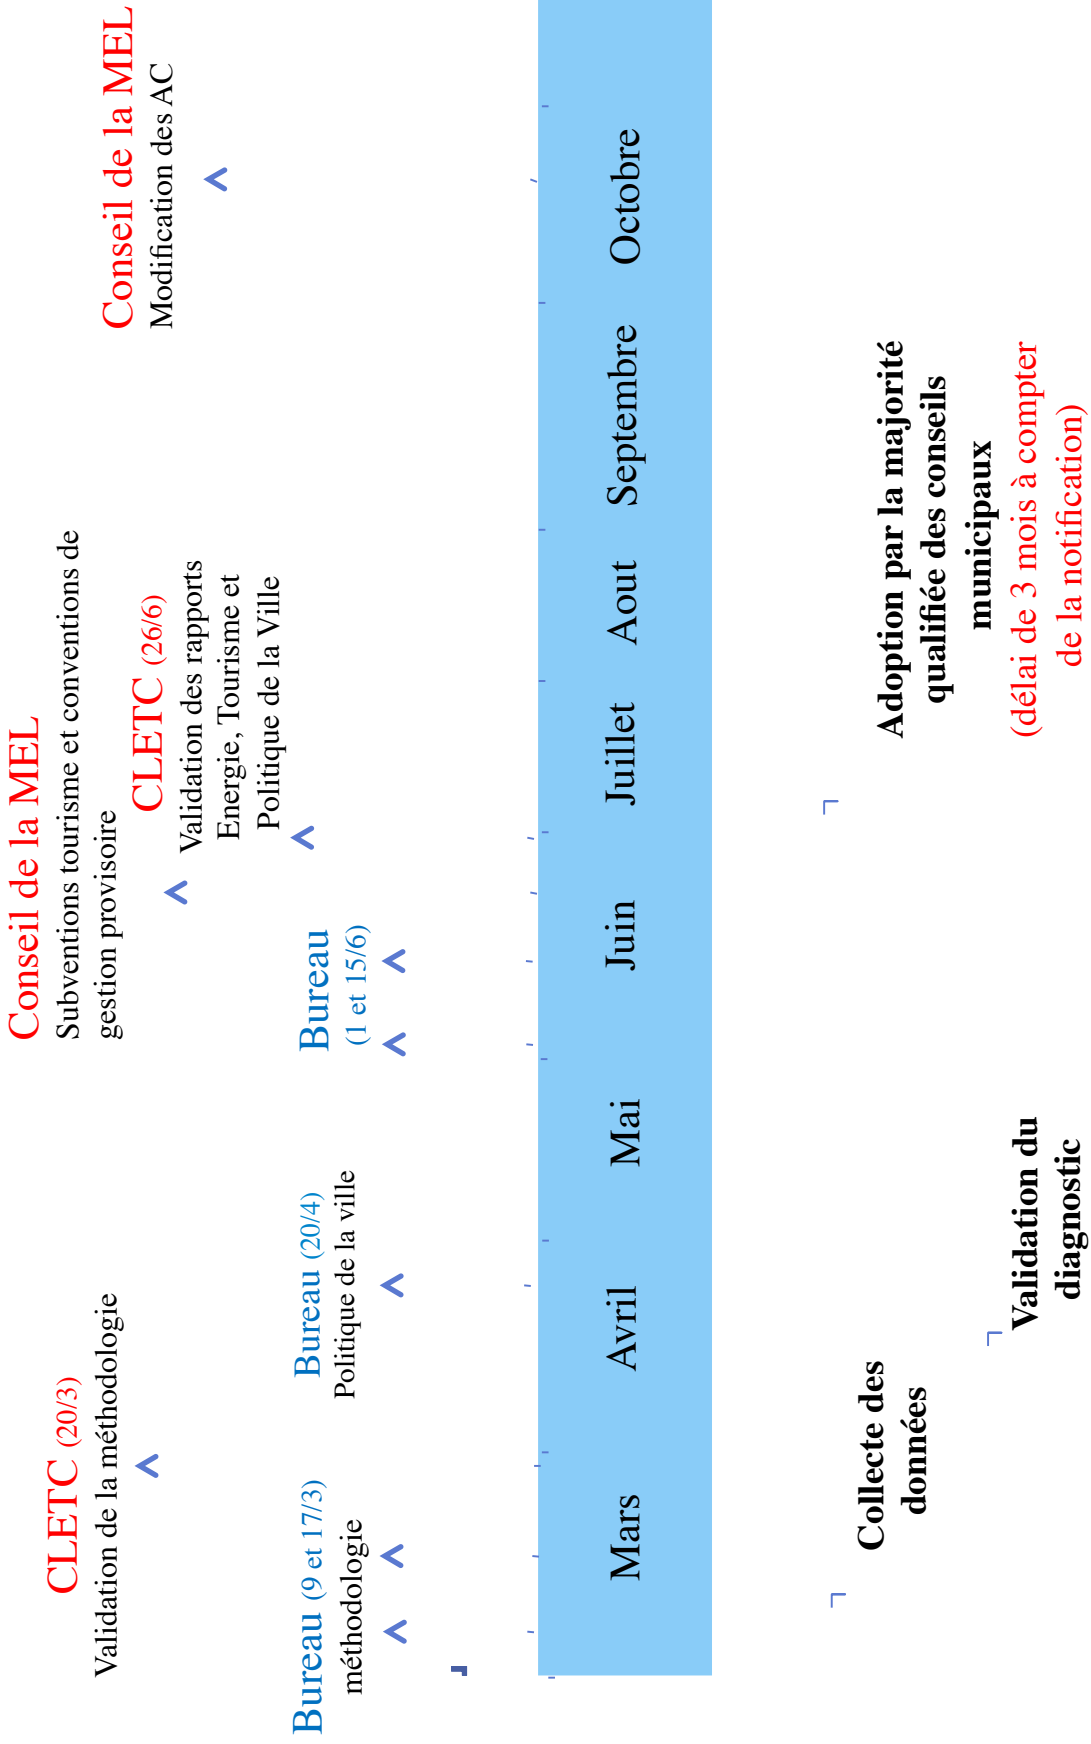 CLETC (20/3)
Validation de la méthodologie
Conseil de la MEL
Subventions tourisme et conventions de
gestion provisoire
CLETC (26/6)
Validation des rapports
Energie, Tourisme et
Politique de la Ville
Conseil de la MEL
Modification des AC
Bureau (9 et 17/3)
méthodologie
Bureau (20/4)
Politique de la ville
Bureau
(1 et 15/6)
Mars
Avril
Mai
Juin
Juillet
Aout
Septembre
Octobre
Collecte des
données
Validation du
diagnostic
Adoption par la majorité
qualifiée des conseils
municipaux
(délai de 3 mois à compter
de la notification)